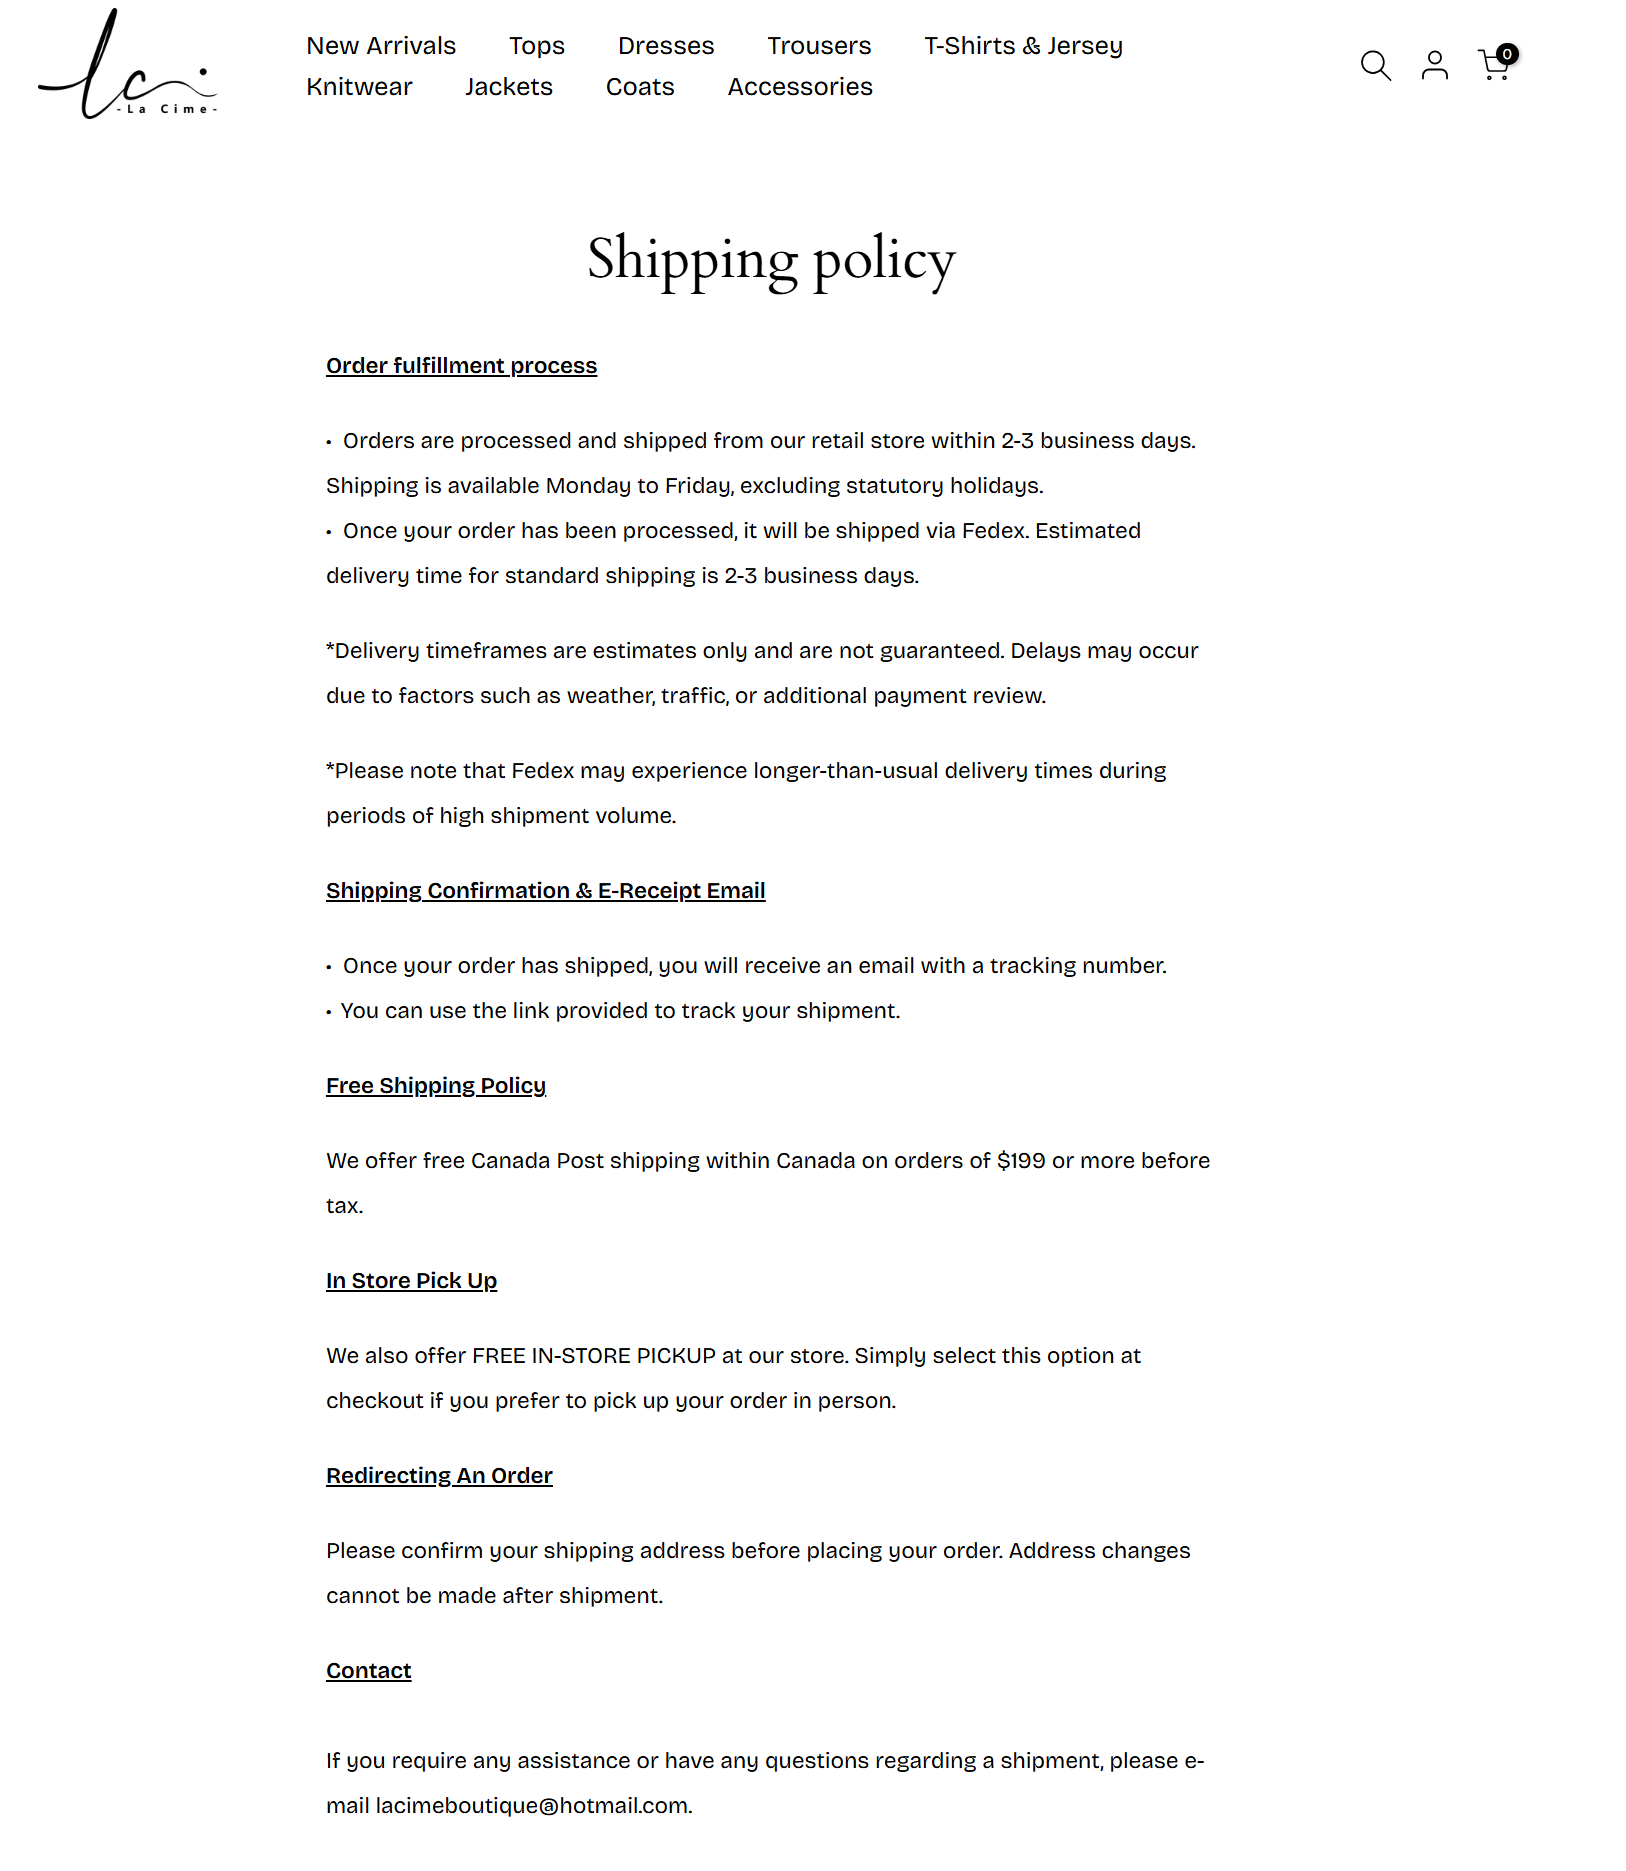 lc
-La Cime-
New Arrivals Tops Dresses Trousers T-Shirts & Jersey
Knitwear Jackets Coats Accessories
0
Shipping policy
Order fulfillment process
• Orders are processed and shipped from our retail store within 2-3 business days.
Shipping is available Monday to Friday, excluding statutory holidays.
• Once your order has been processed, it will be shipped via Fedex. Estimated
delivery time for standard shipping is 2-3 business days.
*Delivery timeframes are estimates only and are not guaranteed. Delays may occur
due to factors such as weather, traffic, or additional payment review.
*Please note that Fedex may experience longer-than-usual delivery times during
periods of high shipment volume.
Shipping Confirmation & E-Receipt Email
• Once your order has shipped, you will receive an email with a tracking number.
• You can use the link provided to track your shipment.
Free Shipping Policy
We offer free Canada Post shipping within Canada on orders of $199 or more before
tax.
In Store Pick Up
We also offer FREE IN-STORE PICKUP at our store. Simply select this option at
checkout if you prefer to pick up your order in person.
Redirecting An Order
Please confirm your shipping address before placing your order. Address changes
cannot be made after shipment.
Contact
If you require any assistance or have any questions regarding a shipment, please e-
mail lacimeboutique@hotmail.com.